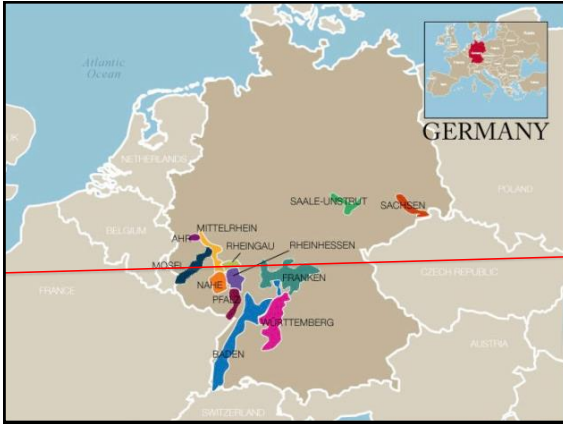 Atlantic
Ocean
GERMANY
UK
NETHERLANDS
POLAND
SAALE-UNSTRUT
SACHSEN
BELGIUM
MITTELRHEIN
AHR
RHEINGAU
RHEINHESSEN
MOSEL
CZECH REPUBLIC
NAHE
FRANKEN
FRANCE
PFALZ
WÜRTTEMBERG
AUSTRIA
BADEN
SWITZERLAND